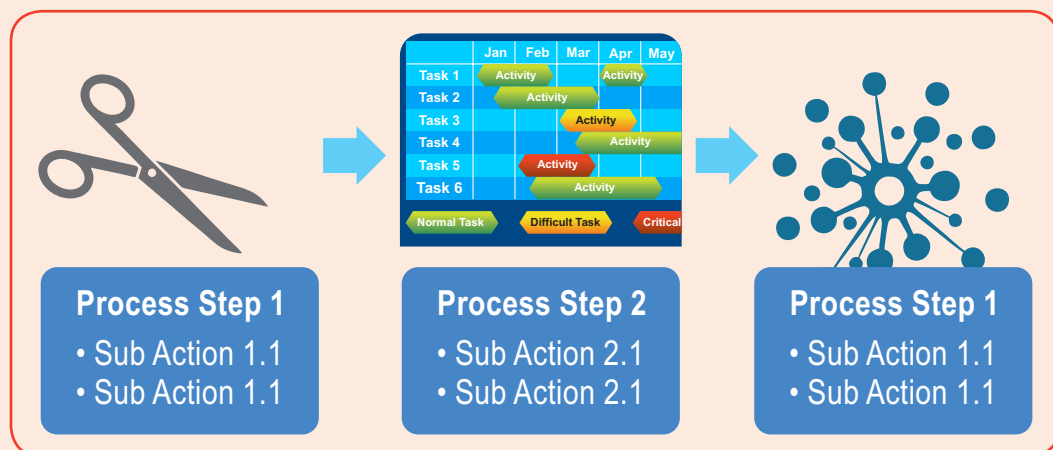 Jan Feb Mar Apr May
Task 1 Activity Activity
Task 2 Activity
Task 3 Activity
Task 4 Activity
Task 5 Activity
Task 6 Activity
Normal Task Difficult Task Critical
Process Step 1
• Sub Action 1.1
• Sub Action 1.1
Process Step 2
• Sub Action 2.1
• Sub Action 2.1
Process Step 1
• Sub Action 1.1
• Sub Action 1.1